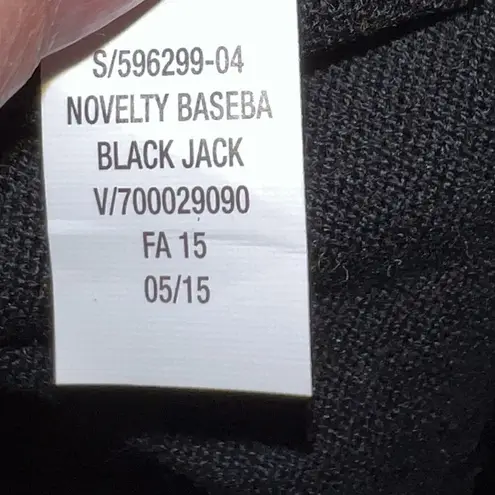 S/596299-04
NOVELTY BASEBA
BLACK JACK
V/700029090
FA 15
05/15